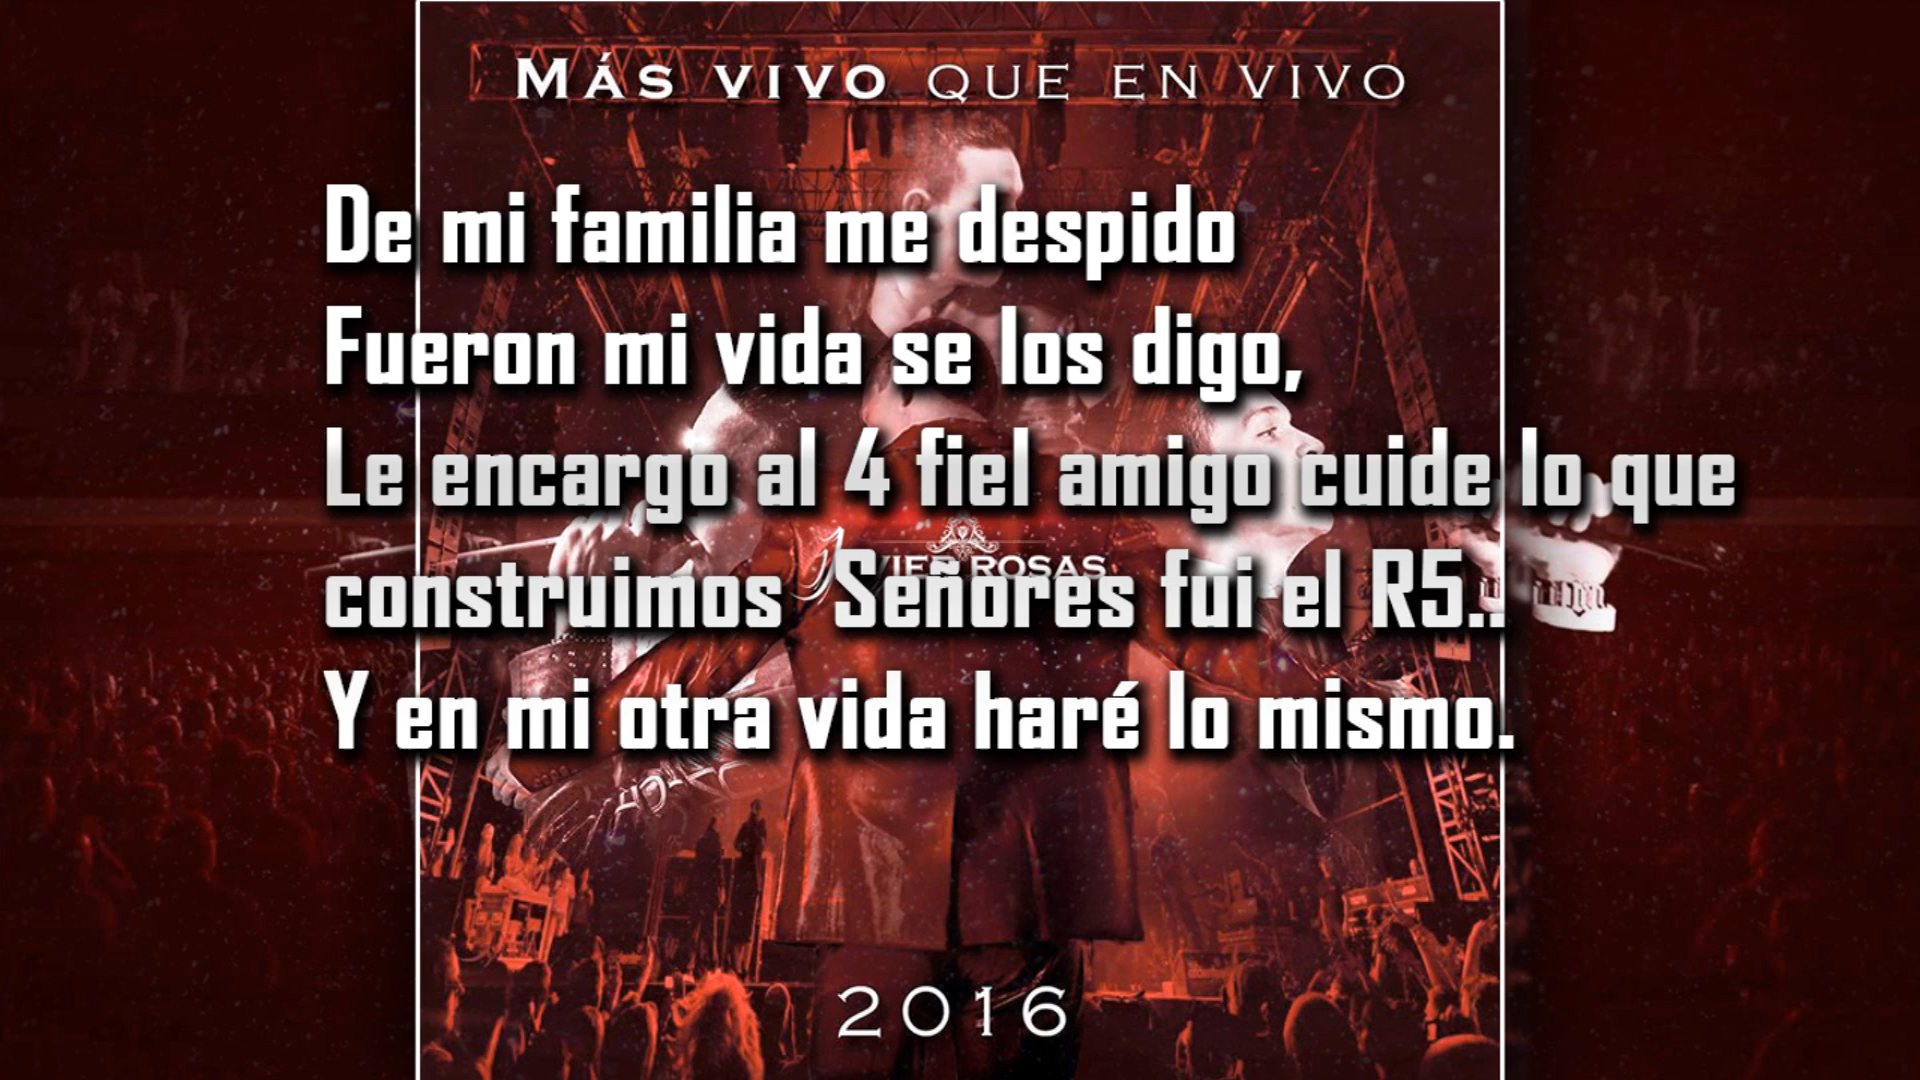 MÁS VIVO QUE EN VIVO
De mi familia me despido
Fueron mi vida se los digo,
Le encargo al 4 fiel amigo cuide lo que
construimos Señores fui el R5..
ROSAS
Y en mi otra vida haré lo mismo.
2016